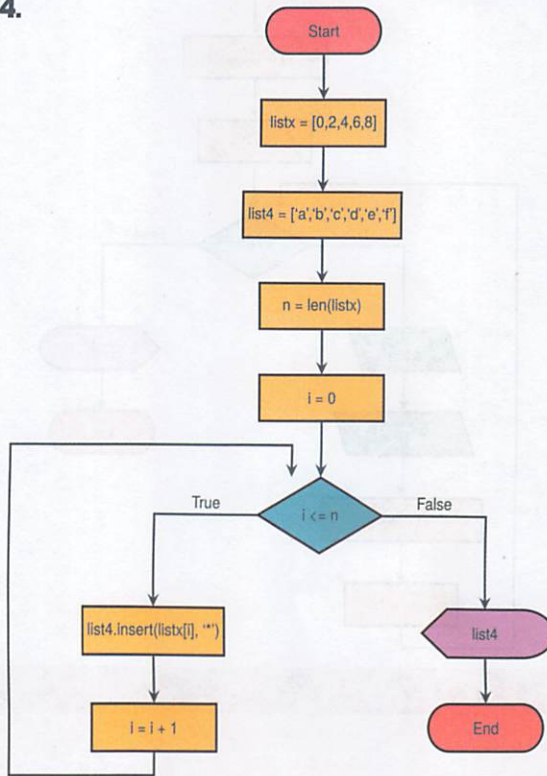 4.
Start
listx = [0,2,4,6,8]
list4 = ['a','b','c','d','e','f']
n = len(listx)
i = 0
i <= n
True
False
list4.insert(listx[i], '*')
list4
i = i + 1
End